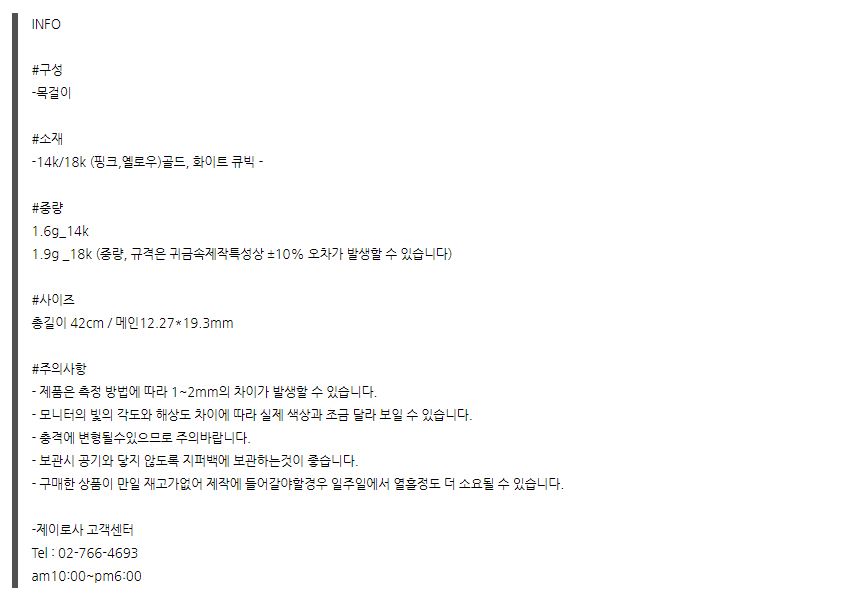 INFO
#구성
-목걸이
#소재
-14k/18k (핑크,옐로우)골드, 화이트 큐빅 -
#중량
1.6g_14k
1.9g _18k (중량, 규격은 귀금속제작특성상 ±10% 오차가 발생할 수 있습니다)
#사이즈
총길이 42cm / 메인12.27*19.3mm
#주의사항
- 제품은 측정 방법에 따라 1~2mm의 차이가 발생할 수 있습니다.
- 모니터의 빛의 각도와 해상도 차이에 따라 실제 색상과 조금 달라 보일 수 있습니다.
- 충격에 변형될수있으므로 주의바랍니다.
- 보관시 공기와 닿지 않도록 지퍼백에 보관하는것이 좋습니다.
- 구매한 상품이 만일 재고가없어 제작에 들어갈야할경우 일주일에서 열흘정도 더 소요될 수 있습니다.
-제이로사 고객센터
Tel : 02-766-4693
am10:00~pm6:00